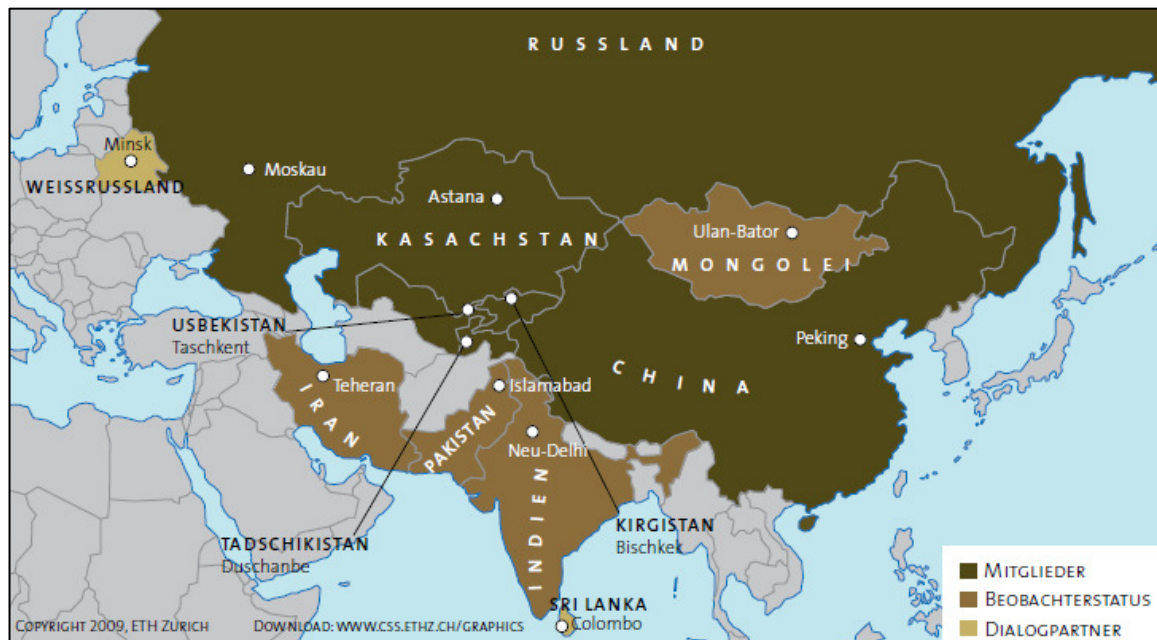 RUSSLAND
Minsk
WEISSRUSSLAND
Moskau
Astana
KASACHSTAN
Ulan-Bator
MONGOLEI
USBEKISTAN
Taschkent
Peking
CHINA
Teheran
IRAN
Islamabad
PAKISTAN
Neu-Delhi
INDIEN
KIRGISTAN
Bischkek
TADSCHIKISTAN
Duschanbe
SRI LANKA
Colombo
MITGLIEDER
BEOBACHTERSTATUS
DIALOGPARTNER
COPYRIGHT 2009, ETH ZURICH
DOWNLOAD: WWW.CSS.ETHZ.CH/GRAPHICS